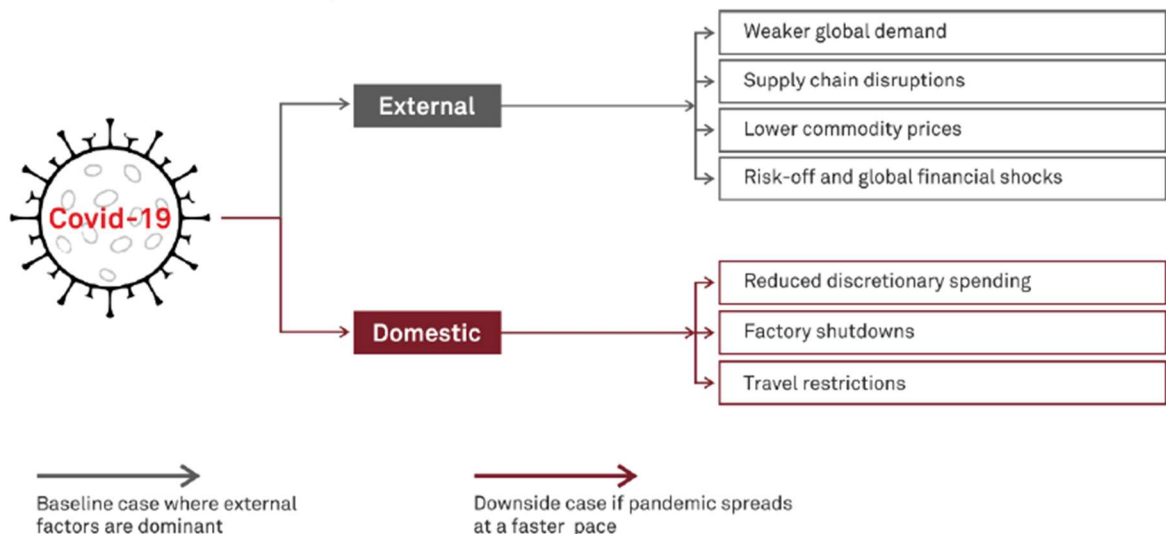 Covid-19
External
Weaker global demand
Supply chain disruptions
Lower commodity prices
Risk-off and global financial shocks
Domestic
Reduced discretionary spending
Factory shutdowns
Travel restrictions
Baseline case where external
factors are dominant
Downside case if pandemic spreads
at a faster pace